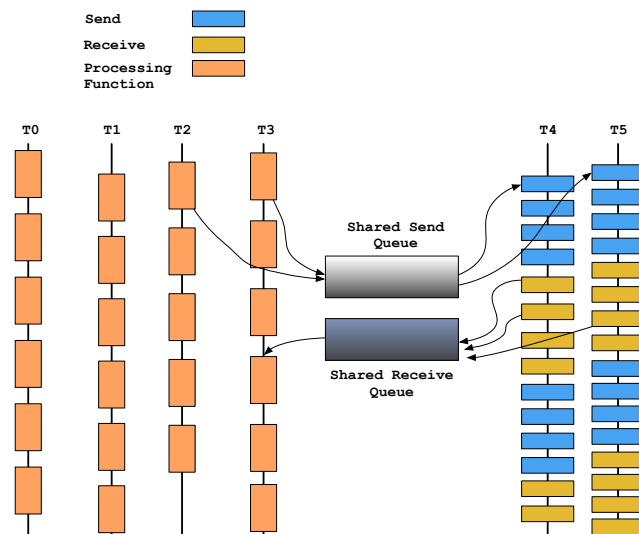 Send
Receive
Processing
Function
T0 T1 T2 T3 T4 T5
Shared Send
Queue
Shared Receive
Queue